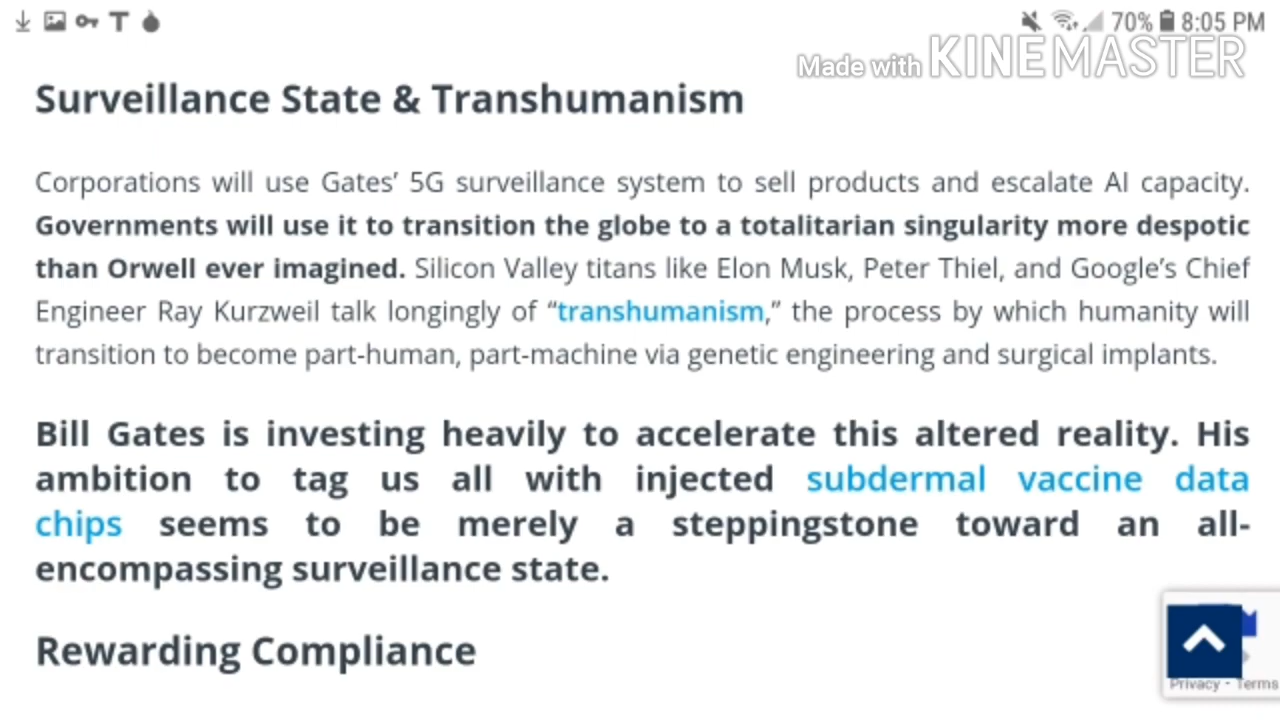 T 70% 8:05 PM
Made with KINEMASTER
Surveillance State & Transhumanism
Corporations will use Gates’ 5G surveillance system to sell products and escalate AI capacity.
Governments will use it to transition the globe to a totalitarian singularity more despotic
than Orwell ever imagined. Silicon Valley titans like Elon Musk, Peter Thiel, and Google’s Chief
Engineer Ray Kurzweil talk longingly of “transhumanism,” the process by which humanity will
transition to become part-human, part-machine via genetic engineering and surgical implants.
Bill Gates is investing heavily to accelerate this altered reality. His
ambition to tag us all with injected subdermal vaccine data
chips seems to be merely a steppingstone toward an all-
encompassing surveillance state.
Rewarding Compliance
Privacy - Terms